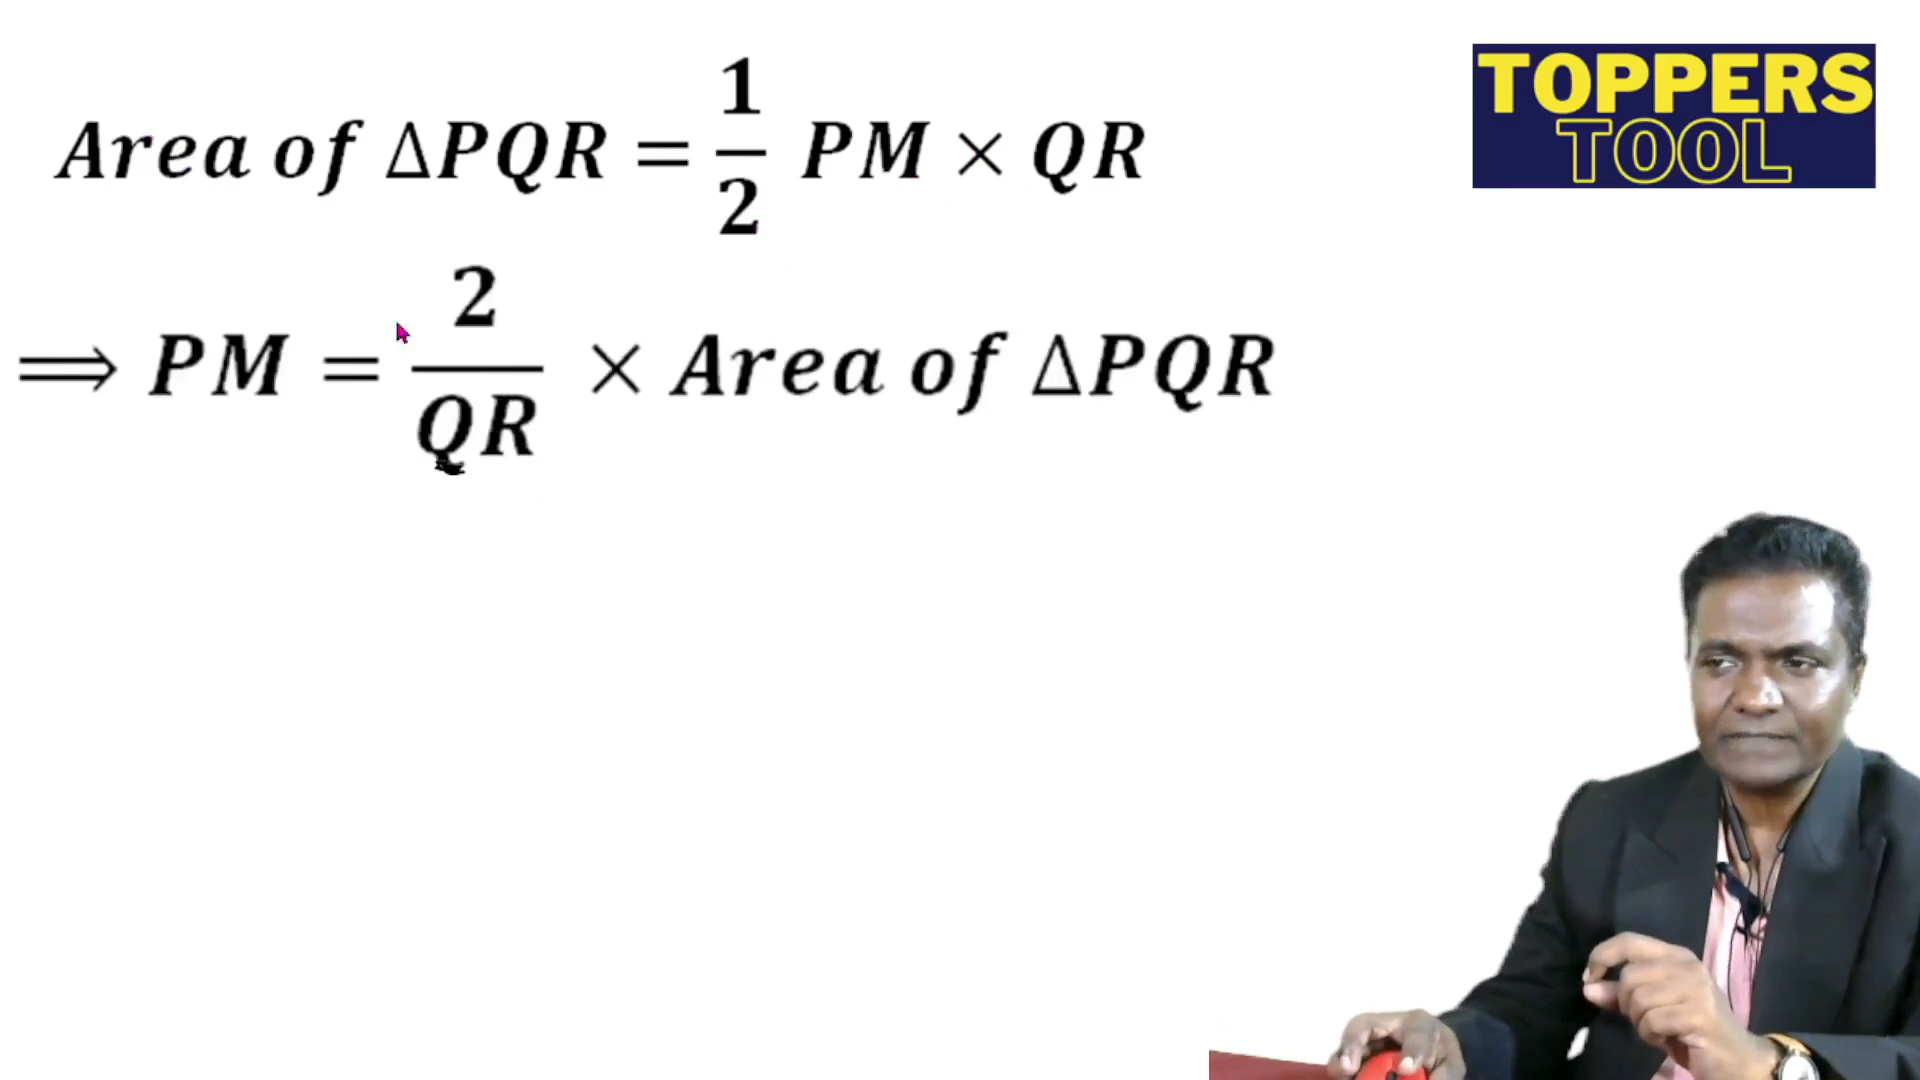 Area of ΔPQR = 1/2 PM × QR
⟹ PM = 2/QR × Area of ΔPQR
TOPPERS
TOOL